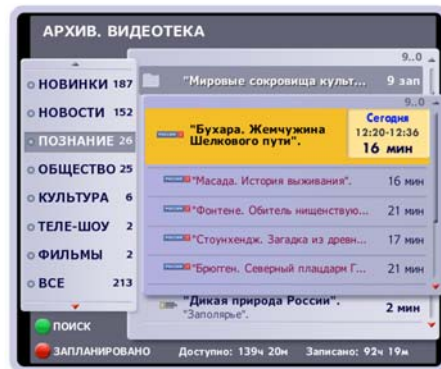 АРХИВ. ВИДЕОТЕКА
9..0
НОВИНКИ 187
НОВОСТИ 152
ПОЗНАНИЕ 26
ОБЩЕСТВО 25
КУЛЬТУРА 6
ТЕЛЕ-ШОУ 2
ФИЛЬМЫ 2
ВСЕ 213
"Мировые сокровища культ... 9 зап
9..0
"Бухара. Жемчужина
Шелкового пути".
Сегодня
12:20-12:36
16 мин
"Масада. История выживания". 16 мин
"Фонтене. Обитель нищенствую... 21 мин
"Стоунхендж. Загадка из древн... 17 мин
"Брюгген. Северный плацдарм Г... 21 мин
"Дикая природа России". 2 мин
"Заполярье".
ПОИСК
ЗАПЛАНИРОВАНО Доступно: 139ч 20м Записано: 92ч 19м